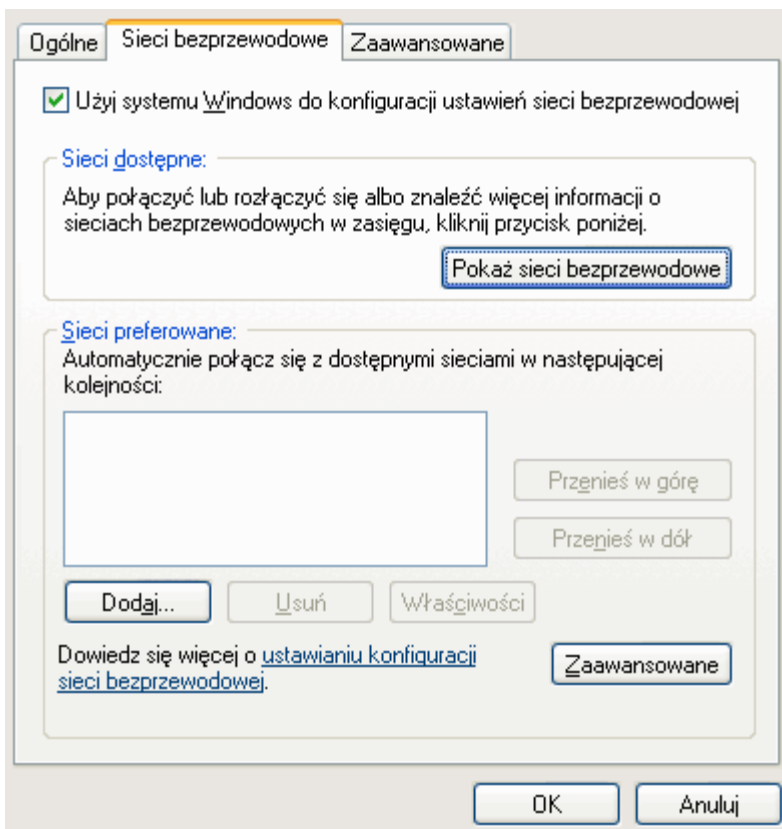 Ogólne
Sieci bezprzewodowe
Zaawansowane
Użyj systemu Windows do konfiguracji ustawień sieci bezprzewodowej
Sieci dostępne:
Aby połączyć lub rozłączyć się albo znaleźć więcej informacji o
sieciach bezprzewodowych w zasięgu, kliknij przycisk poniżej.
Pokaż sieci bezprzewodowe
Sieci preferowane:
Automatycznie połącz się z dostępnymi sieciami w następującej
kolejności:
Przenieś w górę
Przenieś w dół
Dodaj...
Usuń
Właściwości
Dowiedz się więcej o ustawianiu konfiguracji
sieci bezprzewodowej.
Zaawansowane
OK
Anuluj